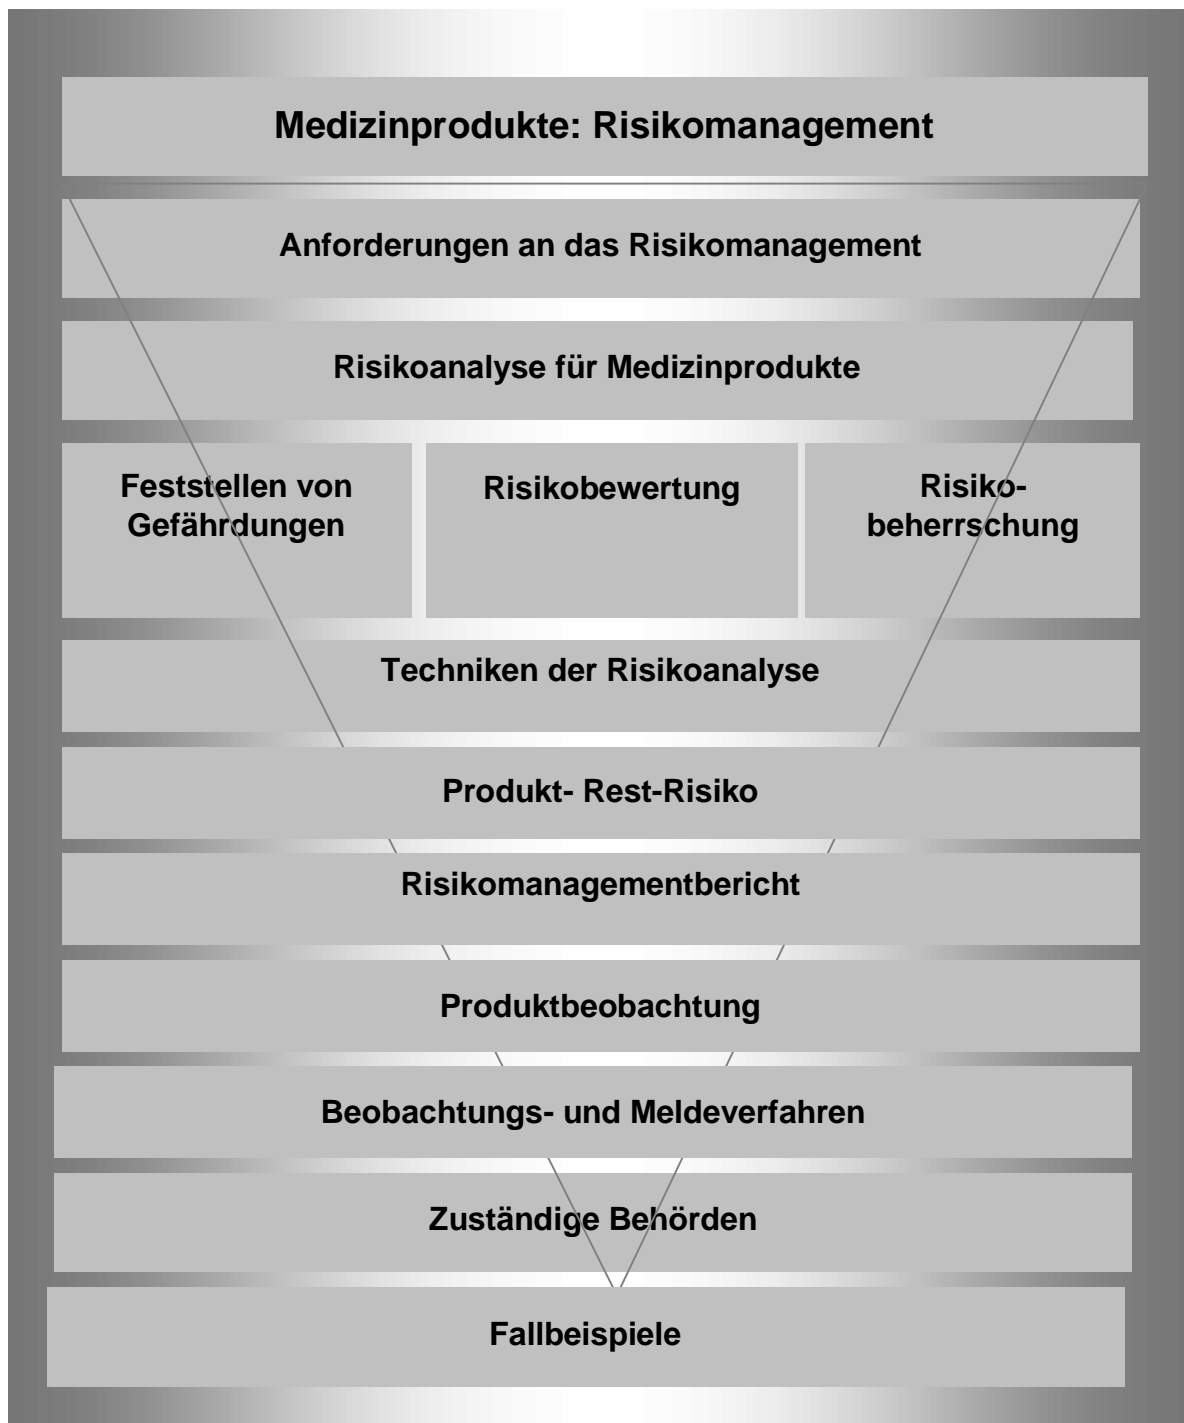 Medizinprodukte: Risikomanagement
Anforderungen an das Risikomanagement
Risikoanalyse für Medizinprodukte
Feststellen von
Gefährdungen
Risikobewertung
Risiko-
beherrschung
Techniken der Risikoanalyse
Produkt- Rest-Risiko
Risikomanagementbericht
Produktbeobachtung
Beobachtungs- und Meldeverfahren
Zuständige Behörden
Fallbeispiele